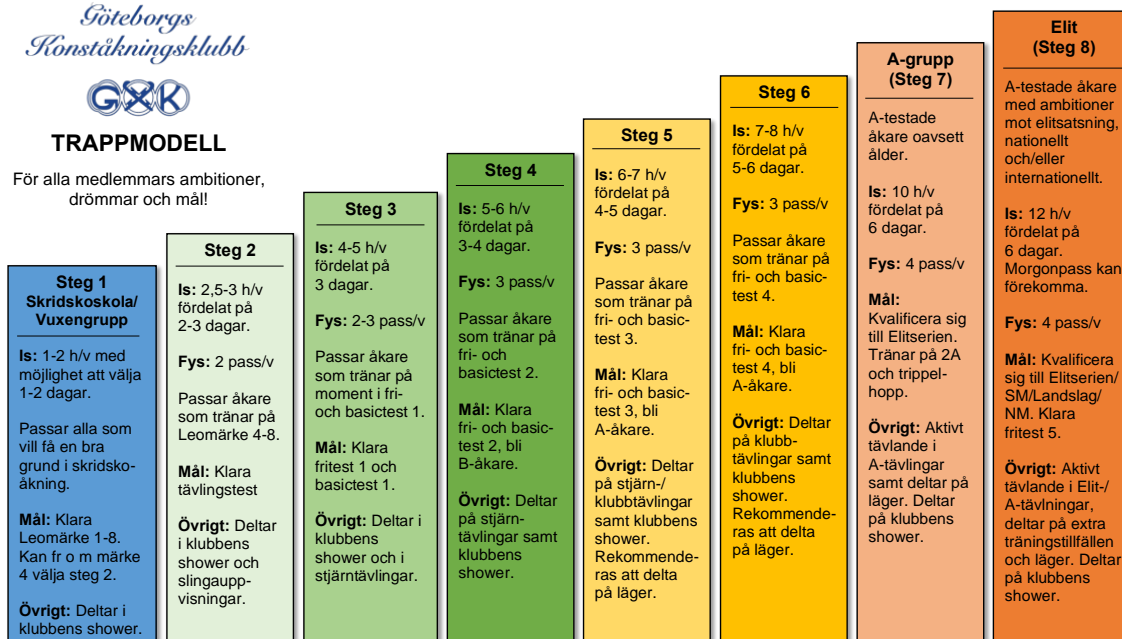 Göteborgs
Konståkningsklubb
GXK
TRAPPMODELL
För alla medlemmars ambitioner,
drömmar och mål!
Steg 1
Skridskoskola/
Vuxengrupp
Is: 1-2 h/v med
möjlighet att välja
1-2 dagar.
Passar alla som
vill få en bra
grund i skridsko-
åkning.
Mål: Klara
Leomärke 1-8.
Kan fr o m märke
4 välja steg 2.
Övrigt: Deltar i
klubbens shower.
Steg 2
Is: 2,5-3 h/v
fördelat på
2-3 dagar.
Fys: 2 pass/v
Passar åkare
som tränar på
Leomärke 4-8.
Mål: Klara
tävlingstest
Övrigt: Deltar
i klubbens
shower och
slingaupp-
visningar.
Steg 3
Is: 4-5 h/v
fördelat på
3 dagar.
Fys: 2-3 pass/v
Passar åkare
som tränar på
moment i fri-
och basictest 1.
Mål: Klara
fritest 1 och
basictest 1.
Övrigt: Deltar i
klubbens
shower och i
stjärntävlingar.
Steg 4
Is: 5-6 h/v
fördelat på
3-4 dagar.
Fys: 3 pass/v
Passar åkare
som tränar på
fri- och
basictest 2.
Mål: Klara
fri- och basic-
test 2, bli
B-åkare.
Övrigt: Deltar
på stjärn-
tävlingar samt
klubbens
shower.
Steg 5
Is: 6-7 h/v
fördelat på
4-5 dagar.
Fys: 3 pass/v
Passar åkare
som tränar på
fri- och basic-
test 3.
Mål: Klara
fri- och basic-
test 3, bli
A-åkare.
Övrigt: Deltar
på stjärn-/
klubbtävlingar
samt klubbens
shower.
Rekommende-
ras att delta
på läger.
Steg 6
Is: 7-8 h/v
fördelat på
5-6 dagar.
Fys: 3 pass/v
Passar åkare
som tränar på
fri- och basic-
test 4.
Mål: Klara
fri- och basic-
test 4, bli
A-åkare.
Övrigt: Deltar
på klubb-
tävlingar samt
klubbens
shower.
Rekommende-
ras att delta
på läger.
A-grupp
(Steg 7)
A-testade
åkare oavsett
ålder.
Is: 10 h/v
fördelat på
6 dagar.
Fys: 4 pass/v
Mål:
Kvalificera sig
till Elitserien.
Tränar på 2A
och trippel-
hopp.
Övrigt: Aktivt
tävlande i
A-tävlingar
samt deltar på
läger. Deltar
på klubbens
shower.
Elit
(Steg 8)
A-testade åkare
med ambitioner
mot elitsatsning,
nationellt
och/eller
internationellt.
Is: 12 h/v
fördelat på
6 dagar.
Morgonpass kan
förekomma.
Fys: 4 pass/v
Mål: Kvalificera
sig till Elitserien/
SM/Landslag/
NM. Klara
fritest 5.
Övrigt: Aktivt
tävlande i Elit-/
A-tävlningar,
deltar på extra
träningstillfällen
och läger. Deltar
på klubbens
shower.